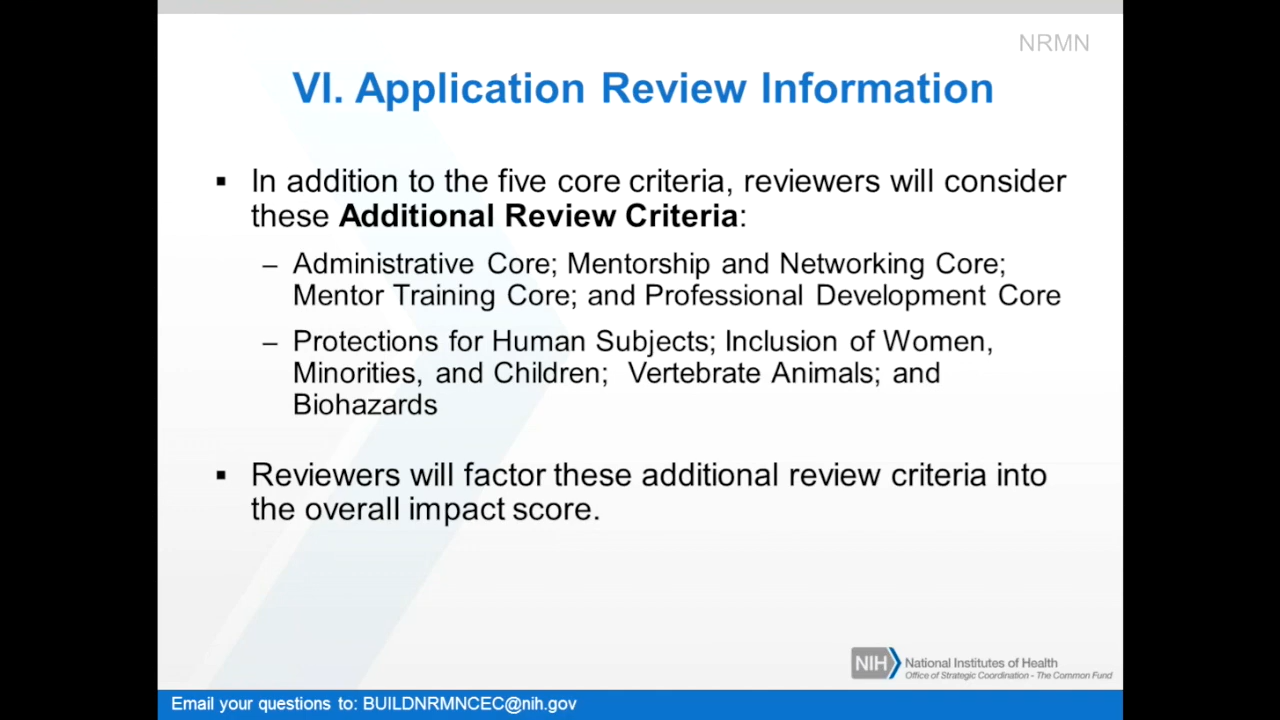 NRMN
VI. Application Review Information
▪ In addition to the five core criteria, reviewers will consider
these Additional Review Criteria:
– Administrative Core; Mentorship and Networking Core;
Mentor Training Core; and Professional Development Core
– Protections for Human Subjects; Inclusion of Women,
Minorities, and Children; Vertebrate Animals; and
Biohazards
▪ Reviewers will factor these additional review criteria into
the overall impact score.
NIH National Institutes of Health
Office of Strategic Coordination - The Common Fund
Email your questions to: BUILDNRMNCEC@nih.gov